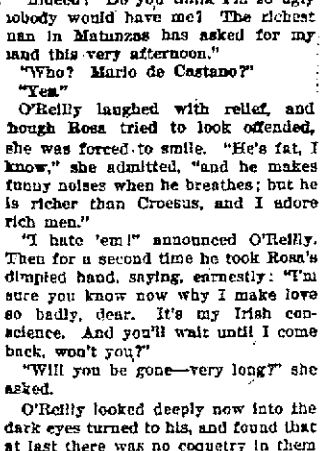 "Indeed? Do you think I'm so ugly
nobody would have me? The richest
man in Matanzas has asked for my
hand this very afternoon."
"Who? Mario de Castano?"
"Yes"
O'Reilly laughed with relief, and
though Rosa tried to look offended,
she was forced to smile. "He's fat, I
know," she admitted, "and he makes
funny noises when he breathes; but he
is richer than Croesus, and I adore
rich men."
"I hate 'em!" announced O'Reilly.
Then for a second time he took Rosa's
dimpled hand, saying, earnestly: "I'm
sure you know now why I make love
so badly, dear. It's my Irish con-
science. And you'll wait until I come
back, won't you?"
"Will you be gone—very long?" she
asked.
O'Reilly looked deeply now into the
dark eyes turned to his, and found that
at last there was no coquetry in them